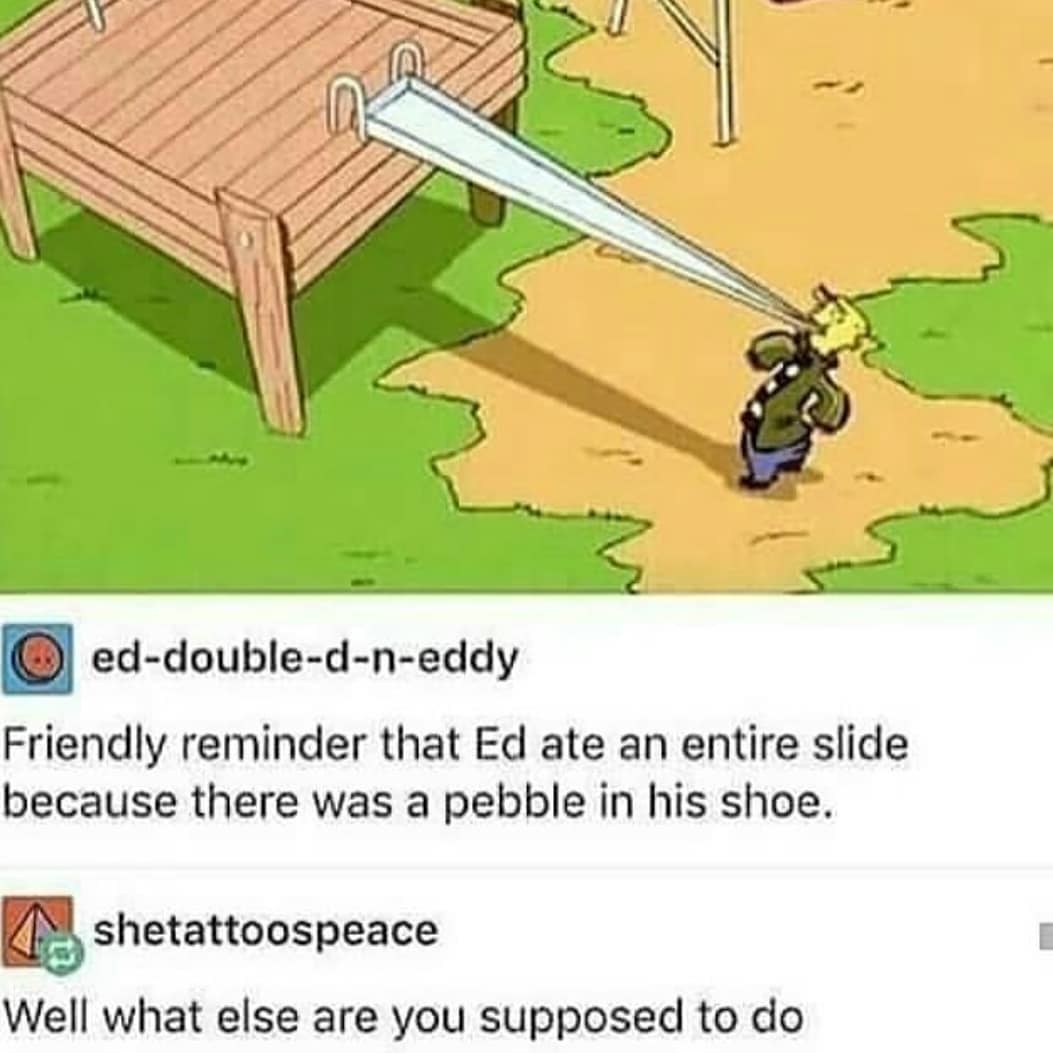 ed-double-d-n-eddy
Friendly reminder that Ed ate an entire slide
because there was a pebble in his shoe.
shetattoospeace
Well what else are you supposed to do